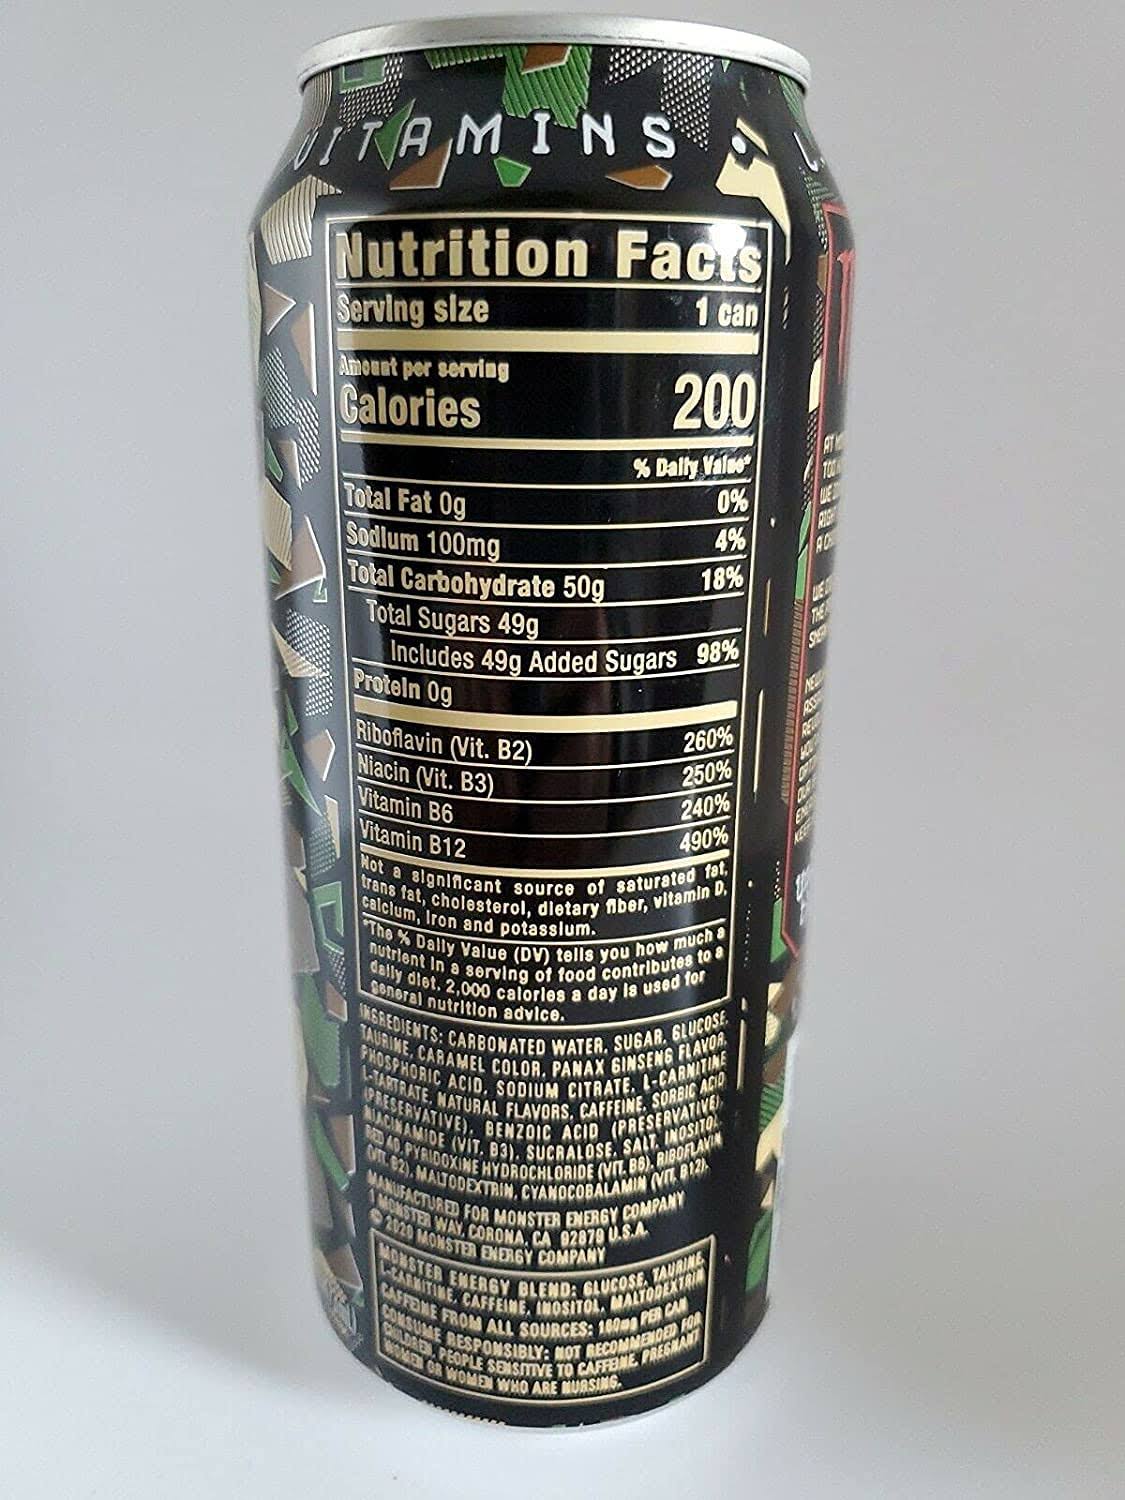 VITAMINS
Nutrition Facts
Serving size 1 can
Amount per serving
Calories 200
% Daily Value*
Total Fat 0g 0%
Sodium 100mg 4%
Total Carbohydrate 50g 18%
Total Sugars 49g
Includes 49g Added Sugars 98%
Protein 0g
Riboflavin (Vit. B2) 260%
Niacin (Vit. B3) 250%
Vitamin B6 240%
Vitamin B12 490%
Not a significant source of saturated fat,
trans fat, cholesterol, dietary fiber, vitamin D,
calcium, iron and potassium.
*The % Daily Value (DV) tells you how much a
nutrient in a serving of food contributes to a
daily diet. 2,000 calories a day is used for
general nutrition advice.
INGREDIENTS: CARBONATED WATER, SUGAR, GLUCOSE,
TAURINE, CARAMEL COLOR, PANAX GINSENG FLAVOR,
PHOSPHORIC ACID, SODIUM CITRATE, L-CARNITINE
L-TARTRATE, NATURAL FLAVORS, CAFFEINE, SORBIC ACID
(PRESERVATIVE), BENZOIC ACID (PRESERVATIVE),
NIACINAMIDE (VIT. B3), SUCRALOSE, SALT, INOSITOL,
RED 40, PYRIDOXINE HYDROCHLORIDE (VIT. B6), RIBOFLAVIN
(VIT. B2), MALTODEXTRIN, CYANOCOBALAMIN (VIT. B12).
MANUFACTURED FOR MONSTER ENERGY COMPANY
1 MONSTER WAY, CORONA, CA 92879 U.S.A.
© 2020 MONSTER ENERGY COMPANY
MONSTER ENERGY BLEND: GLUCOSE, TAURINE,
L-CARNITINE, CAFFEINE, INOSITOL, MALTODEXTRIN
CAFFEINE FROM ALL SOURCES: 160mg PER CAN
CONSUME RESPONSIBLY: NOT RECOMMENDED FOR
CHILDREN, PEOPLE SENSITIVE TO CAFFEINE, PREGNANT
WOMEN OR WOMEN WHO ARE NURSING.